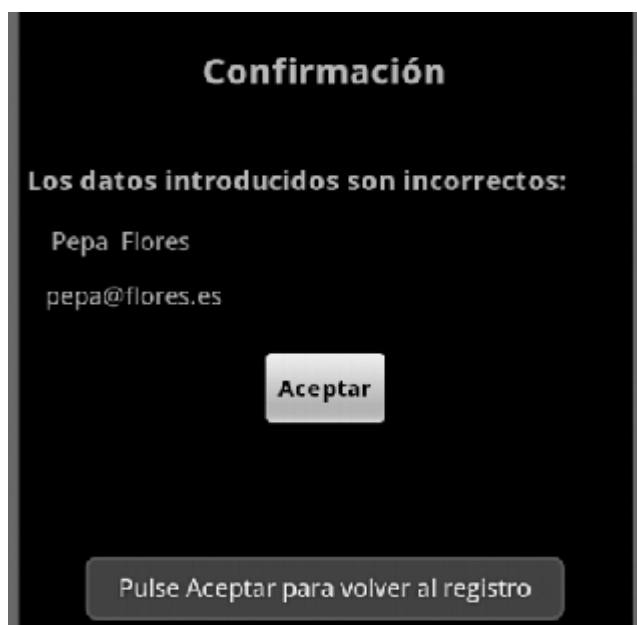 Confirmación
Los datos introducidos son incorrectos:
Pepa Flores
pepa@flores.es
Aceptar
Pulse Aceptar para volver al registro